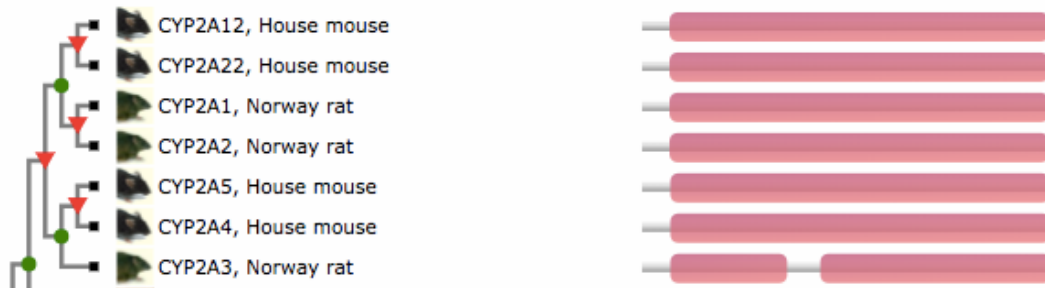 CYP2A12, House mouse
CYP2A22, House mouse
CYP2A1, Norway rat
CYP2A2, Norway rat
CYP2A5, House mouse
CYP2A4, House mouse
CYP2A3, Norway rat